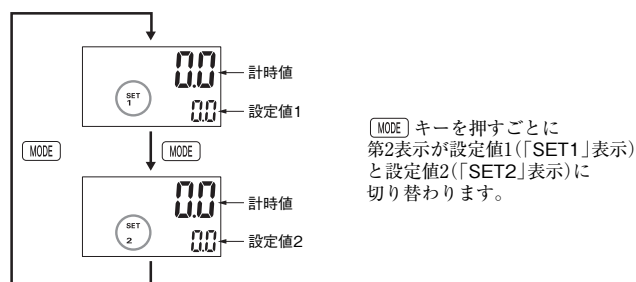 0.0
計時値
SET
1
0.0
設定値1
MODE
MODE
0.0
計時値
SET
2
0.0
設定値2
MODE キーを押すごとに
第2表示が設定値1(「SET1」表示)
と設定値2(「SET2」表示)に
切り替わります。